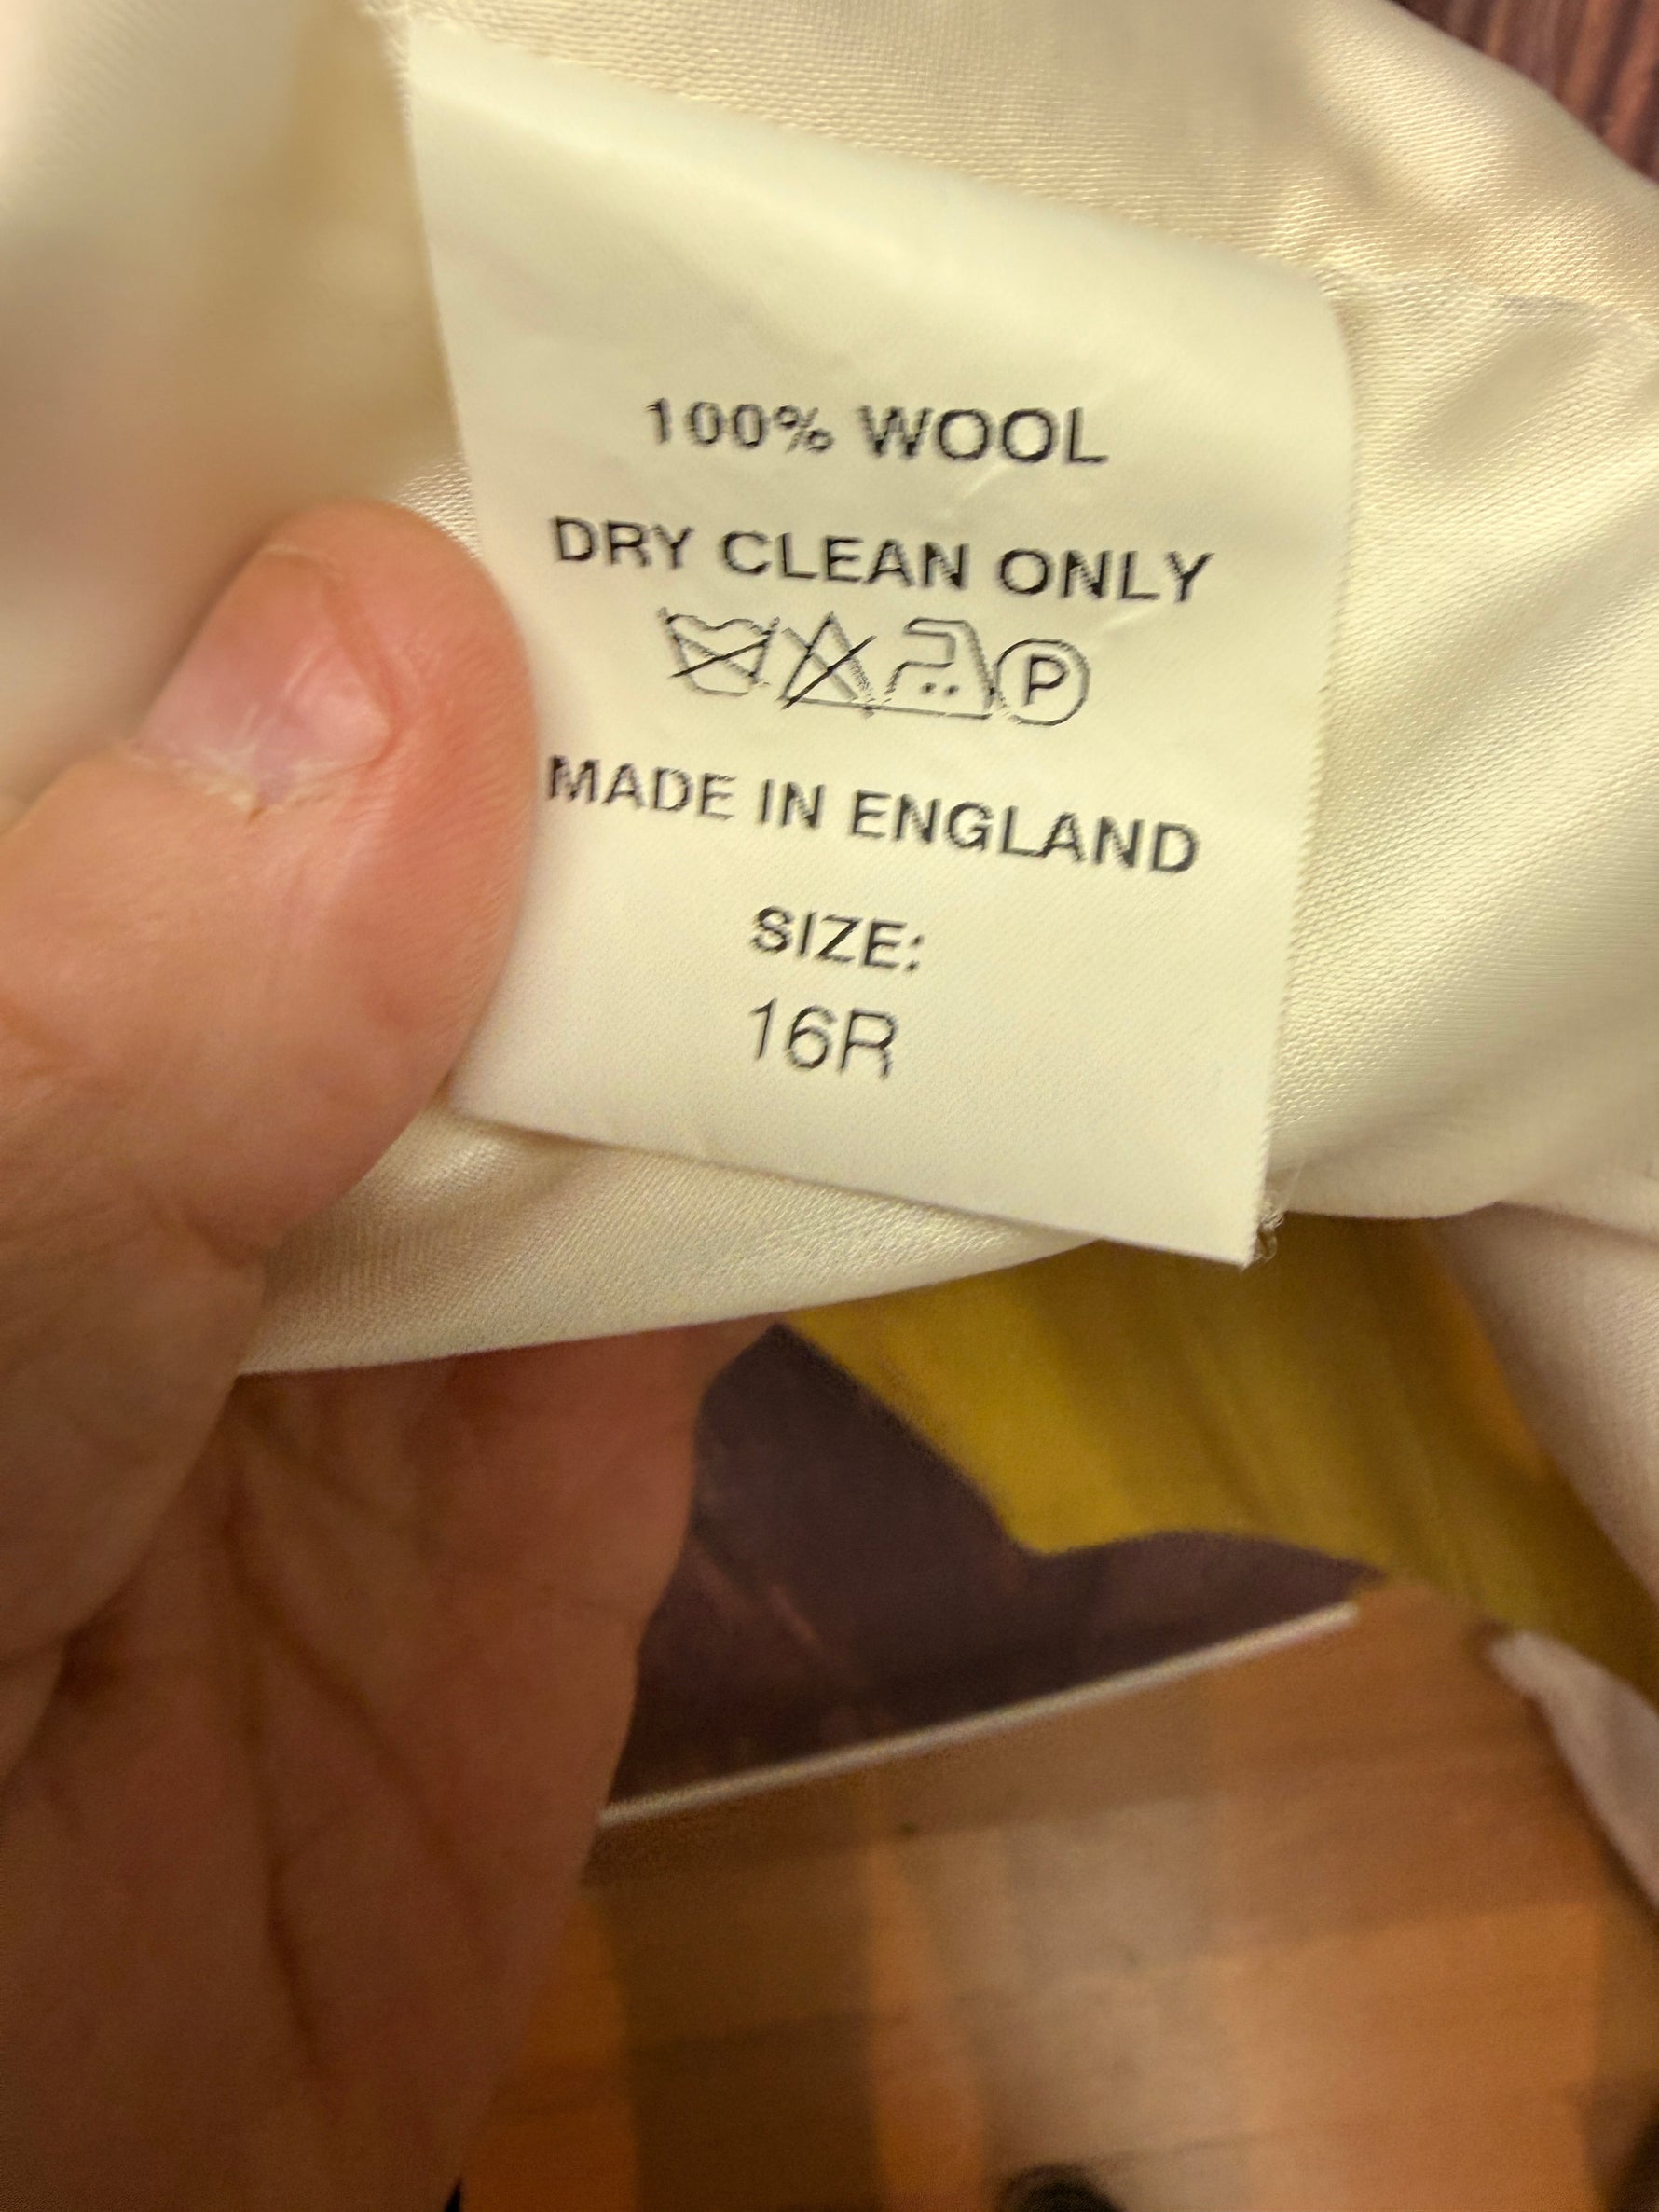 100% WOOL
DRY CLEAN ONLY
P
MADE IN ENGLAND
SIZE:
16R